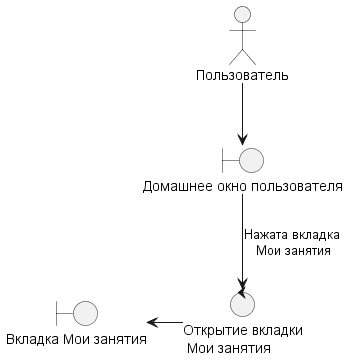 Пользователь
Домашнее окно пользователя
Нажата вкладка
Мои занятия
Вкладка Мои занятия
Открытие вкладки
Мои занятия